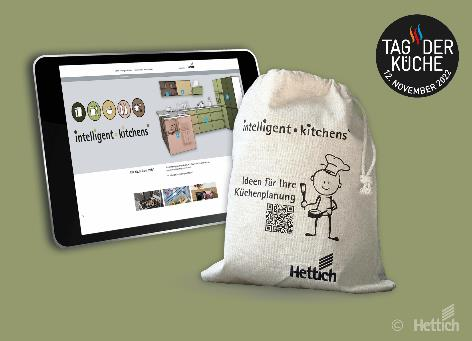 TAG DER
KÜCHE
12. NOVEMBER 2022
intelligent•kitchens
intelligent•kitchens
Ideen für Ihre
Küchenplanung
Hettich
© Hettich